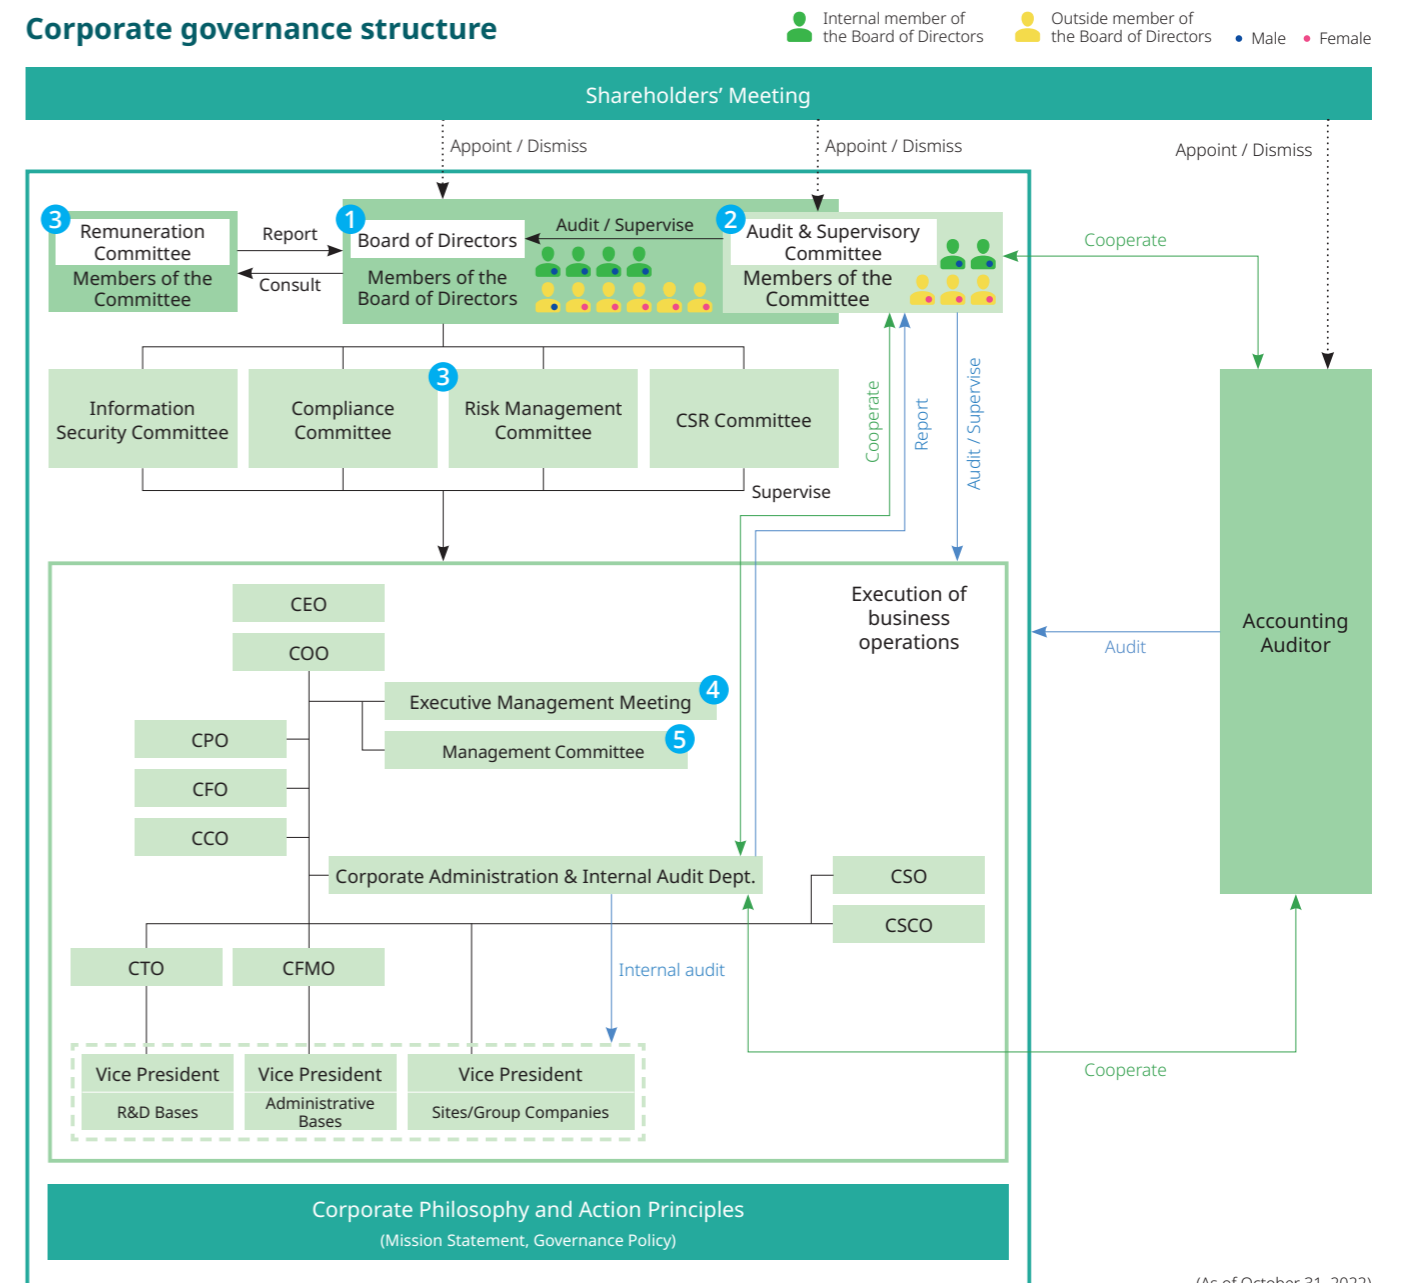 Corporate governance structure
Internal member of
the Board of Directors
Outside member of
the Board of Directors
Male
Female
Shareholders’ Meeting
Appoint / Dismiss
Appoint / Dismiss
Appoint / Dismiss
3
Remuneration
Committee
Members of the
Committee
Report
Consult
1
Board of Directors
Members of the
Board of Directors
Audit / Supervise
2
Audit & Supervisory
Committee
Members of the
Committee
Cooperate
3
Information
Security Committee
Compliance
Committee
Risk Management
Committee
CSR Committee
Supervise
Cooperate
Report
Audit / Supervise
Execution of
business
operations
CEO
COO
Executive Management Meeting
4
Management Committee
5
CPO
CFO
CCO
Corporate Administration & Internal Audit Dept.
CSO
CSCO
CTO
CFMO
Internal audit
Vice President
R&D Bases
Vice President
Administrative
Bases
Vice President
Sites/Group Companies
Accounting
Auditor
Audit
Cooperate
Corporate Philosophy and Action Principles
(Mission Statement, Governance Policy)
(As of October 31, 2022)